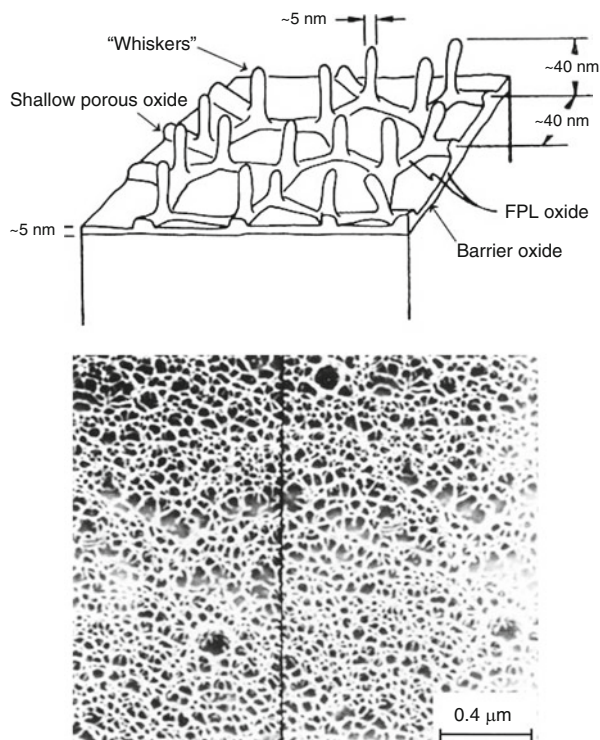 ~5 nm
“Whiskers”
~40 nm
Shallow porous oxide
~40 nm
FPL oxide
~5 nm
Barrier oxide
0.4 μm